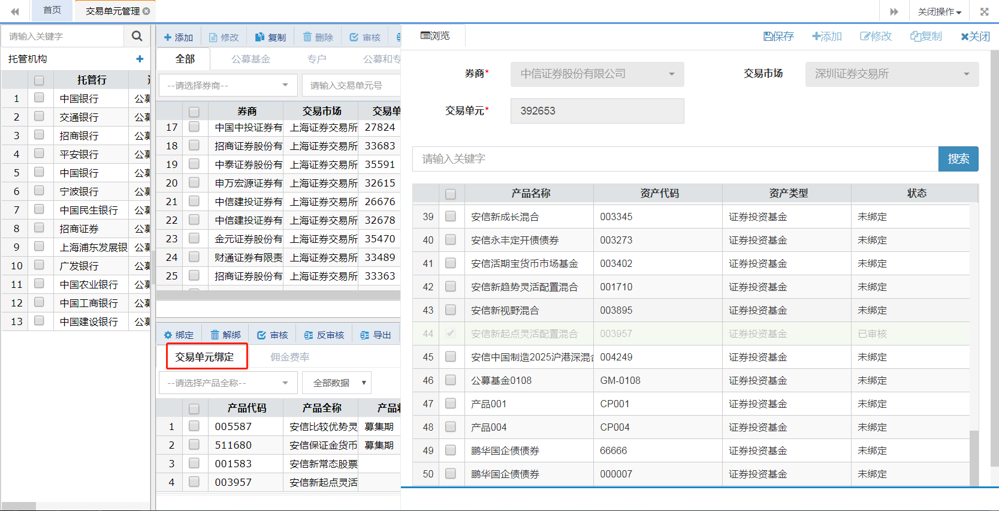 首页
交易单元管理
关闭操作
请输入关键字
托管机构
托管行
1 中国银行 公募
2 交通银行 公募
3 招商银行 公募
4 平安银行 公募
5 中国银行 公募
6 宁波银行 公募
7 中国民生银行 公募
8 招商证券 公募
9 上海浦东发展银 公募
10 广发银行 公募
11 中国农业银行 公募
12 中国工商银行 公募
13 中国建设银行 公募
添加 修改 复制 删除 审核
全部 公募基金 专户 公募和专
--请选择券商-- 请输入交易单元号
券商 交易市场 交易单
17 中国中投证券有 上海证券交易所 27824
18 招商证券股份有 上海证券交易所 33683
19 中泰证券股份有 上海证券交易所 35591
20 申万宏源证券有 上海证券交易所 32615
21 中信建投证券有 上海证券交易所 26676
22 中信建投证券有 上海证券交易所 32678
23 金元证券股份有 上海证券交易所 35470
24 财通证券有限责 上海证券交易所 33489
25 招商证券股份有 上海证券交易所 33363
绑定 解绑 审核 反审核 导出
交易单元绑定 佣金费率
--请选择产品全称-- 全部数据
产品代码 产品全称 产品状
1 005587 安信比较优势灵 募集期
2 511680 安信保证金货币 募集期
3 001583 安信新常态股票
4 003957 安信新起点灵活
浏览
保存 添加 修改 复制 关闭
券商* 中信证券股份有限公司 交易市场 深圳证券交易所
交易单元* 392653
请输入关键字 搜索
产品名称 资产代码 资产类型 状态
39 安信新成长混合 003345 证券投资基金 未绑定
40 安信永丰定开债债券 003273 证券投资基金 未绑定
41 安信活期宝货币市场基金 003402 证券投资基金 未绑定
42 安信新趋势灵活配置混合 001710 证券投资基金 未绑定
43 安信新视野混合 003895 证券投资基金 未绑定
44 安信新起点灵活配置混合 003957 证券投资基金 已审核
45 安信中国制造2025沪港深混合 004249 证券投资基金 未绑定
46 公募基金0108 GM-0108 证券投资基金 未绑定
47 产品001 CP001 证券投资基金 未绑定
48 产品004 CP004 证券投资基金 未绑定
49 鹏华国企债债券 66666 证券投资基金 未绑定
50 鹏华国企债债券 000007 证券投资基金 未绑定